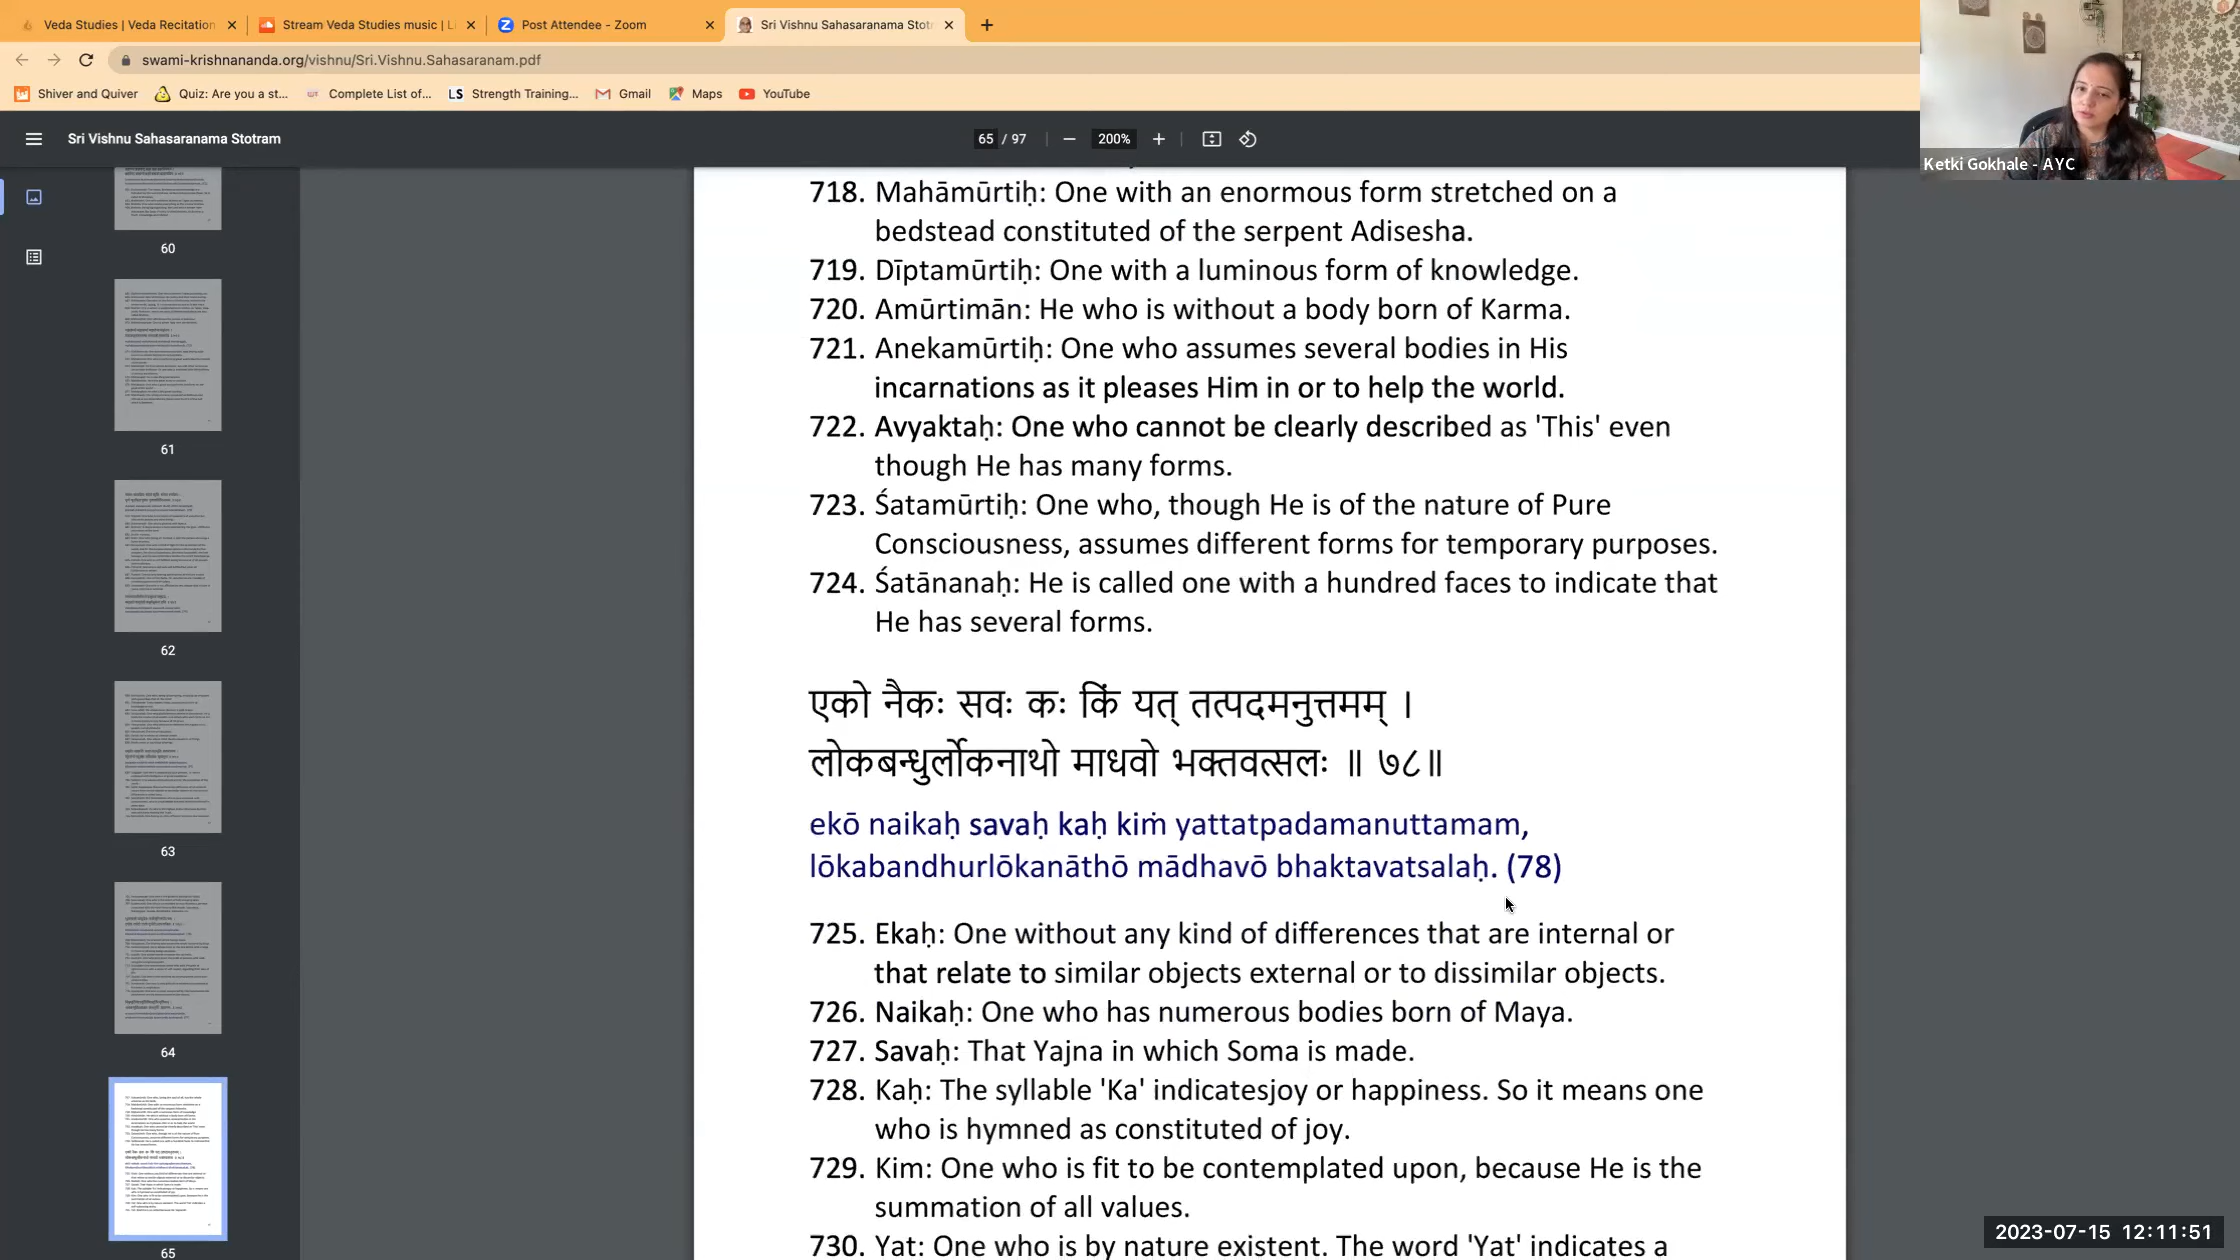 Veda Studies | Veda Recitation
Stream Veda Studies music | Li
Post Attendee - Zoom
Sri Vishnu Sahasaranama Stotr
swami-krishnananda.org/vishnu/Sri.Vishnu.Sahasaranam.pdf
Shiver and Quiver
Quiz: Are you a st...
Complete List of...
LS
Strength Training...
Gmail
Maps
YouTube
Ketki Gokhale - AYC
Sri Vishnu Sahasaranama Stotram
65 / 97
200%
60
61
62
63
64
65
718. Mahāmūrtiḥ: One with an enormous form stretched on a
bedstead constituted of the serpent Adisesha.
719. Dīptamūrtiḥ: One with a luminous form of knowledge.
720. Amūrtimān: He who is without a body born of Karma.
721. Anekamūrtiḥ: One who assumes several bodies in His
incarnations as it pleases Him in or to help the world.
722. Avyaktaḥ: One who cannot be clearly described as 'This' even
though He has many forms.
723. Śatamūrtiḥ: One who, though He is of the nature of Pure
Consciousness, assumes different forms for temporary purposes.
724. Śatānanaḥ: He is called one with a hundred faces to indicate that
He has several forms.
एको नैकः सवः कः किं यत् तत्पदमनुत्तमम् ।
लोकबन्धुर्लोकनाथो माधवो भक्तवत्सलः ॥ ७८॥
ekō naikaḥ savaḥ kaḥ kiṁ yattatpadamanuttamam,
lōkabandhurlōkanāthō mādhavō bhaktavatsalaḥ. (78)
725. Ekaḥ: One without any kind of differences that are internal or
that relate to similar objects external or to dissimilar objects.
726. Naikaḥ: One who has numerous bodies born of Maya.
727. Savaḥ: That Yajna in which Soma is made.
728. Kaḥ: The syllable 'Ka' indicatesjoy or happiness. So it means one
who is hymned as constituted of joy.
729. Kim: One who is fit to be contemplated upon, because He is the
summation of all values.
730. Yat: One who is by nature existent. The word 'Yat' indicates a
2023-07-15 12:11:51